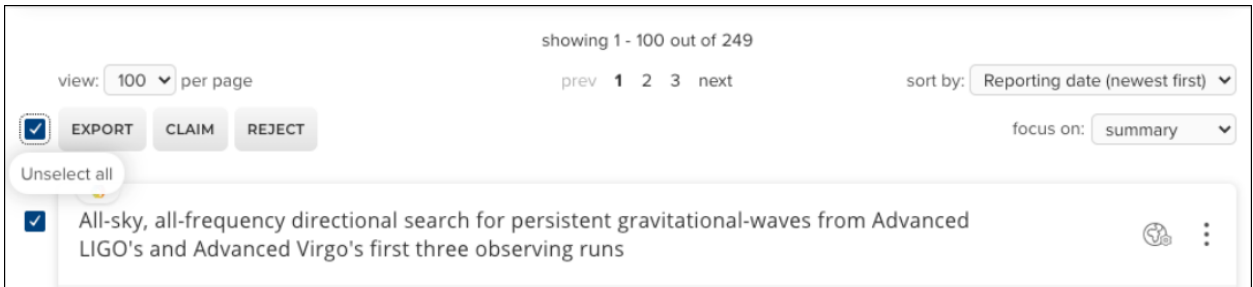 showing 1 - 100 out of 249
view: 100 per page
prev 1 2 3 next
sort by: Reporting date (newest first)
EXPORT CLAIM REJECT
focus on: summary
Unselect all
All-sky, all-frequency directional search for persistent gravitational-waves from Advanced
LIGO's and Advanced Virgo's first three observing runs